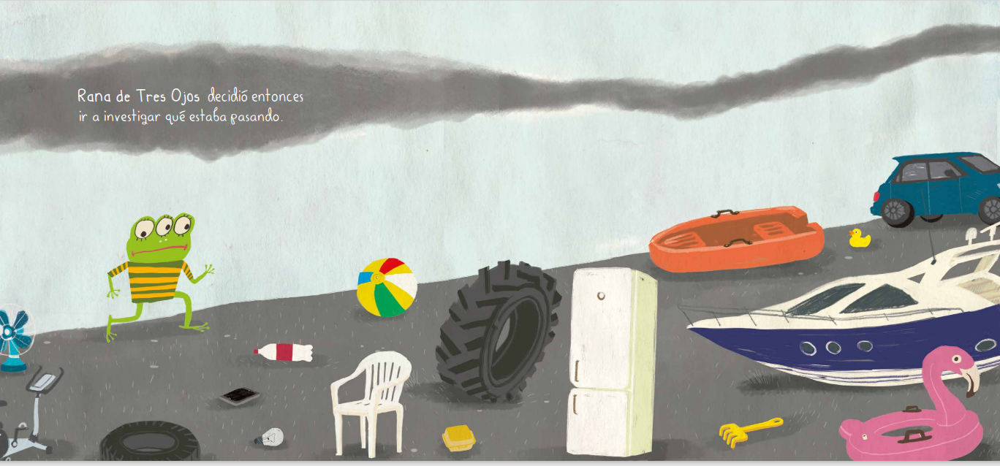 Rana de Tres Ojos decidió entonces
ir a investigar qué estaba pasando.